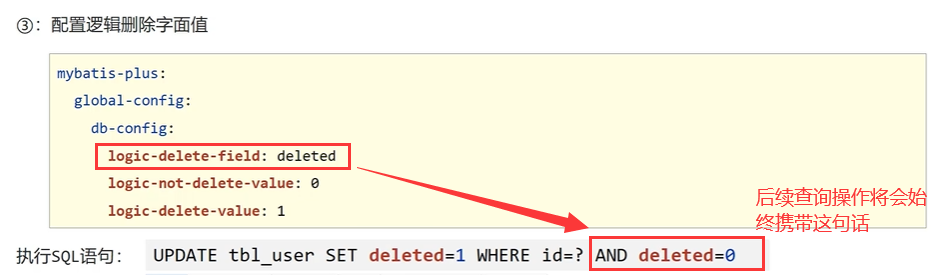 ③：配置逻辑删除字面值
mybatis-plus:
global-config:
db-config:
logic-delete-field: deleted
logic-not-delete-value: 0
logic-delete-value: 1
后续查询操作将会始
终携带这句话
执行SQL语句： UPDATE tbl_user SET deleted=1 WHERE id=? AND deleted=0